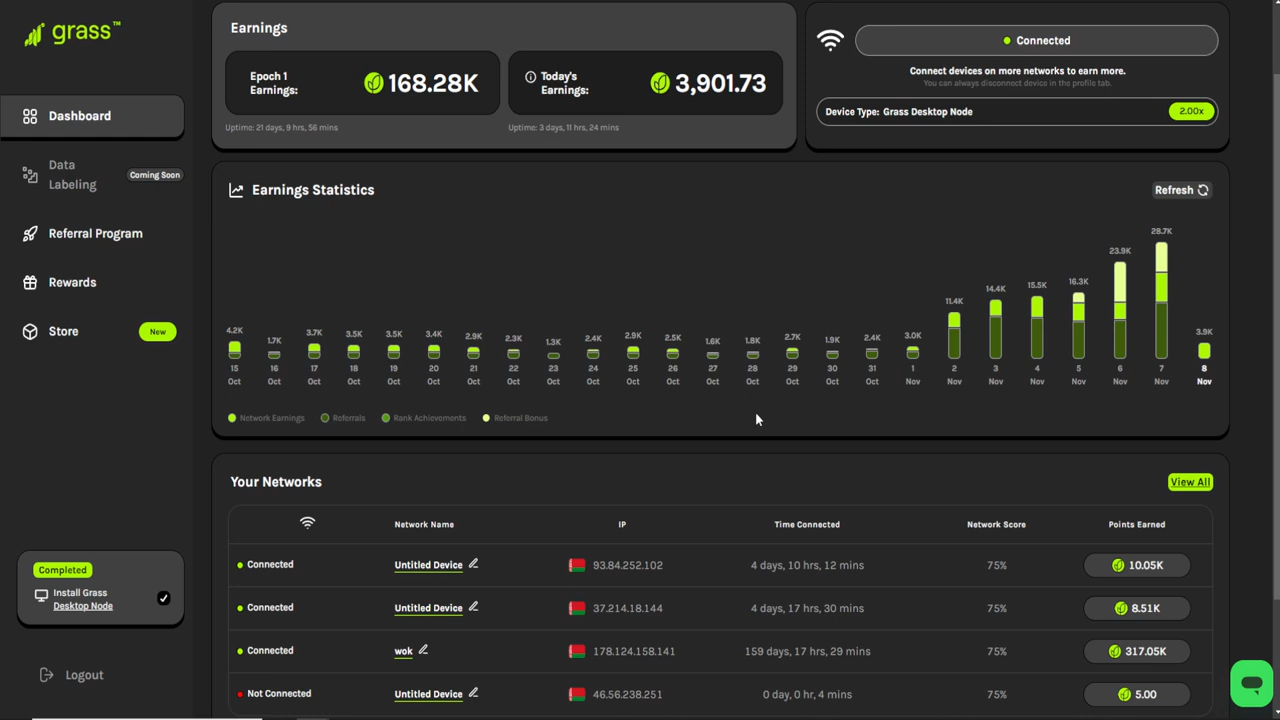 grass™
Dashboard
Data
Labeling
Coming Soon
Referral Program
Rewards
Store
New
Completed
Install Grass
Desktop Node
Logout
Earnings
Epoch 1
Earnings:
168.28K
Today's
Earnings:
3,901.73
Uptime: 21 days, 9 hrs, 56 mins
Uptime: 3 days, 11 hrs, 24 mins
Connected
Connect devices on more networks to earn more.
You can always disconnect device in the profile tab.
Device Type: Grass Desktop Node
2.00x
Earnings Statistics
Refresh
4.2K 1.7K 3.7K 3.5K 3.5K 3.4K 2.9K 2.3K 1.3K 2.4K 2.9K 2.5K 1.6K 1.8K 2.7K 1.9K 2.4K 3.0K 11.4K 14.4K 15.5K 16.3K 23.9K 28.7K 3.9K
15 16 17 18 19 20 21 22 23 24 25 26 27 28 29 30 31 1 2 3 4 5 6 7 8
Oct Oct Oct Oct Oct Oct Oct Oct Oct Oct Oct Oct Oct Oct Oct Oct Oct Nov Nov Nov Nov Nov Nov Nov Nov
Network Earnings Referrals Rank Achievements Referral Bonus
Your Networks
View All
Network Name IP Time Connected Network Score Points Earned
Connected Untitled Device 93.84.252.102 4 days, 10 hrs, 12 mins 75% 10.05K
Connected Untitled Device 37.214.18.144 4 days, 17 hrs, 30 mins 75% 8.51K
Connected wok 178.124.158.141 159 days, 17 hrs, 29 mins 75% 317.05K
Not Connected Untitled Device 46.56.238.251 0 day, 0 hr, 4 mins 75% 5.00